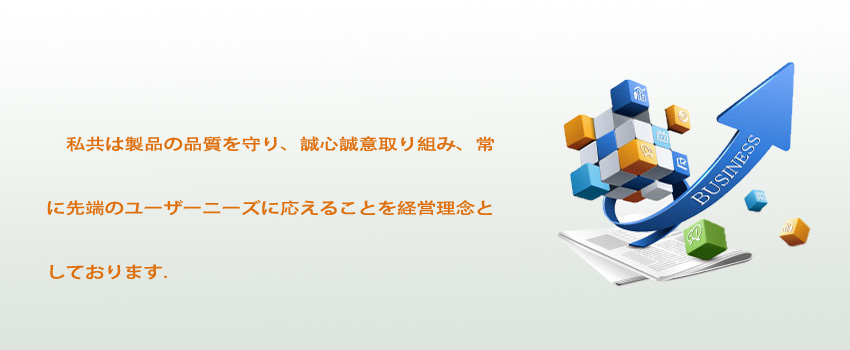 私共は製品の品質を守り、誠心誠意取り組み、常
に先端のユーザーニーズに応えることを経営理念と
しております.
BUSINESS